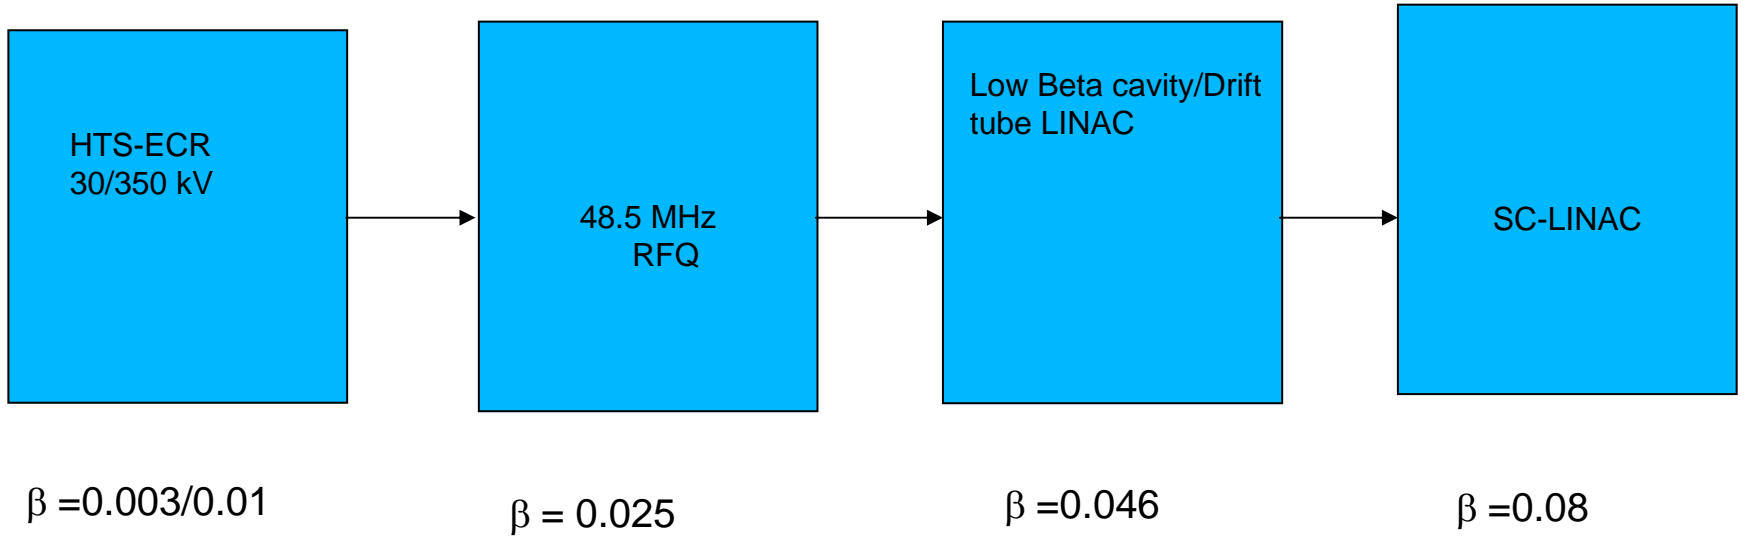 HTS-ECR
30/350 kV
48.5 MHz
RFQ
Low Beta cavity/Drift
tube LINAC
SC-LINAC
β =0.003/0.01
β = 0.025
β =0.046
β =0.08